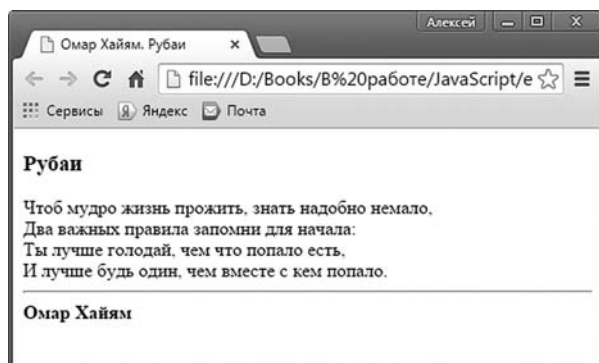 Алексей
Омар Хайям. Рубаи
file:///D:/Books/В%20работе/JavaScript/e
Сервисы Яндекс Почта
Рубаи
Чтоб мудро жизнь прожить, знать надобно немало,
Два важных правила запомни для начала:
Ты лучше голодай, чем что попало есть,
И лучше будь один, чем вместе с кем попало.
Омар Хайям